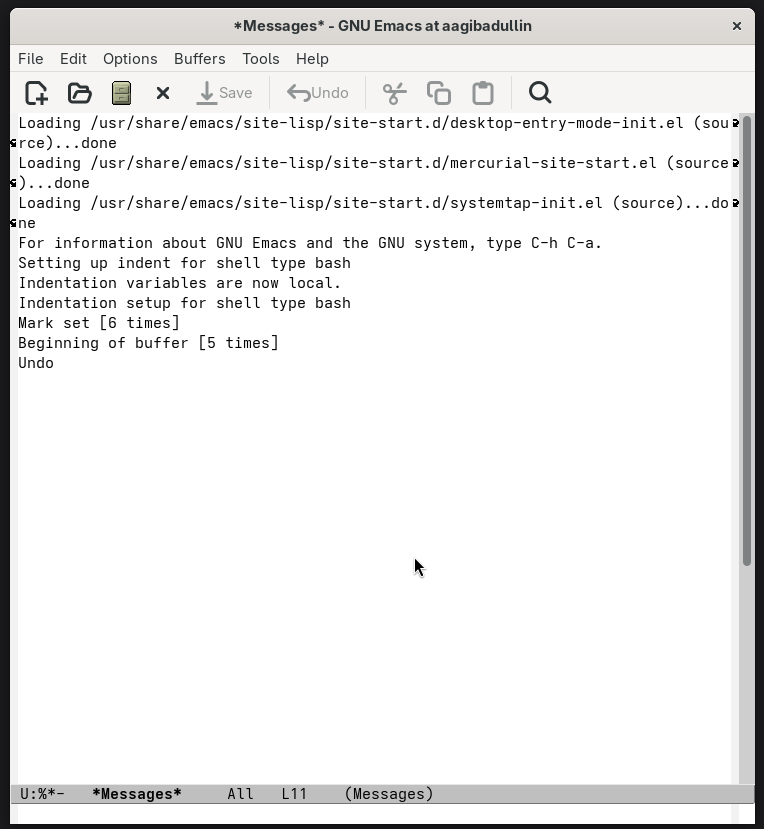 *Messages* - GNU Emacs at aagibadullin
File Edit Options Buffers Tools Help
Save Undo
Loading /usr/share/emacs/site-lisp/site-start.d/desktop-entry-mode-init.el (sou
rce)...done
Loading /usr/share/emacs/site-lisp/site-start.d/mercurial-site-start.el (source
)...done
Loading /usr/share/emacs/site-lisp/site-start.d/systemtap-init.el (source)...do
ne
For information about GNU Emacs and the GNU system, type C-h C-a.
Setting up indent for shell type bash
Indentation variables are now local.
Indentation setup for shell type bash
Mark set [6 times]
Beginning of buffer [5 times]
Undo
U:%*- *Messages* All L11 (Messages)